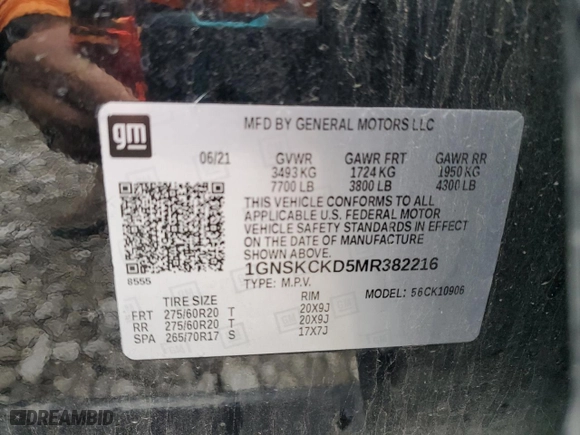 gm
MFD BY GENERAL MOTORS LLC
06/21 GVWR GAWR FRT GAWR RR
3493 KG 1724 KG 1950 KG
7700 LB 3800 LB 4300 LB
THIS VEHICLE CONFORMS TO ALL
APPLICABLE U.S. FEDERAL MOTOR
VEHICLE SAFETY STANDARDS IN EFFECT
ON THE DATE OF MANUFACTURE
SHOWN ABOVE.
8555
1GNSKCKD5MR382216
TYPE: M.P.V. MODEL: 56CK10906
TIRE SIZE RIM
FRT 275/60R20 T 20X9J
RR 275/60R20 T 20X9J
SPA 265/70R17 S 17X7J
DREAMBID